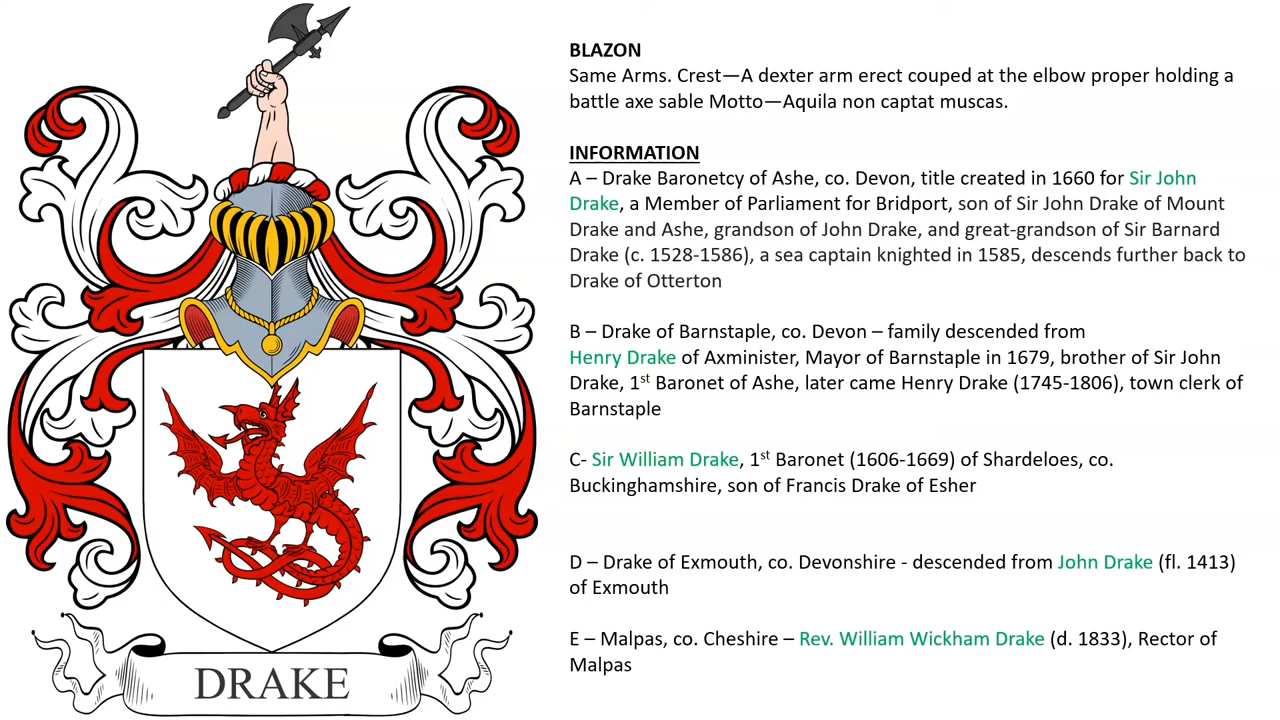 BLAZON
Same Arms. Crest—A dexter arm erect couped at the elbow proper holding a
battle axe sable Motto—Aquila non captat muscas.
INFORMATION
A – Drake Baronetcy of Ashe, co. Devon, title created in 1660 for Sir John
Drake, a Member of Parliament for Bridport, son of Sir John Drake of Mount
Drake and Ashe, grandson of John Drake, and great-grandson of Sir Barnard
Drake (c. 1528-1586), a sea captain knighted in 1585, descends further back to
Drake of Otterton
B – Drake of Barnstaple, co. Devon – family descended from
Henry Drake of Axminister, Mayor of Barnstaple in 1679, brother of Sir John
Drake, 1st Baronet of Ashe, later came Henry Drake (1745-1806), town clerk of
Barnstaple
C- Sir William Drake, 1st Baronet (1606-1669) of Shardeloes, co.
Buckinghamshire, son of Francis Drake of Esher
D – Drake of Exmouth, co. Devonshire - descended from John Drake (fl. 1413)
of Exmouth
E – Malpas, co. Cheshire – Rev. William Wickham Drake (d. 1833), Rector of
Malpas
DRAKE